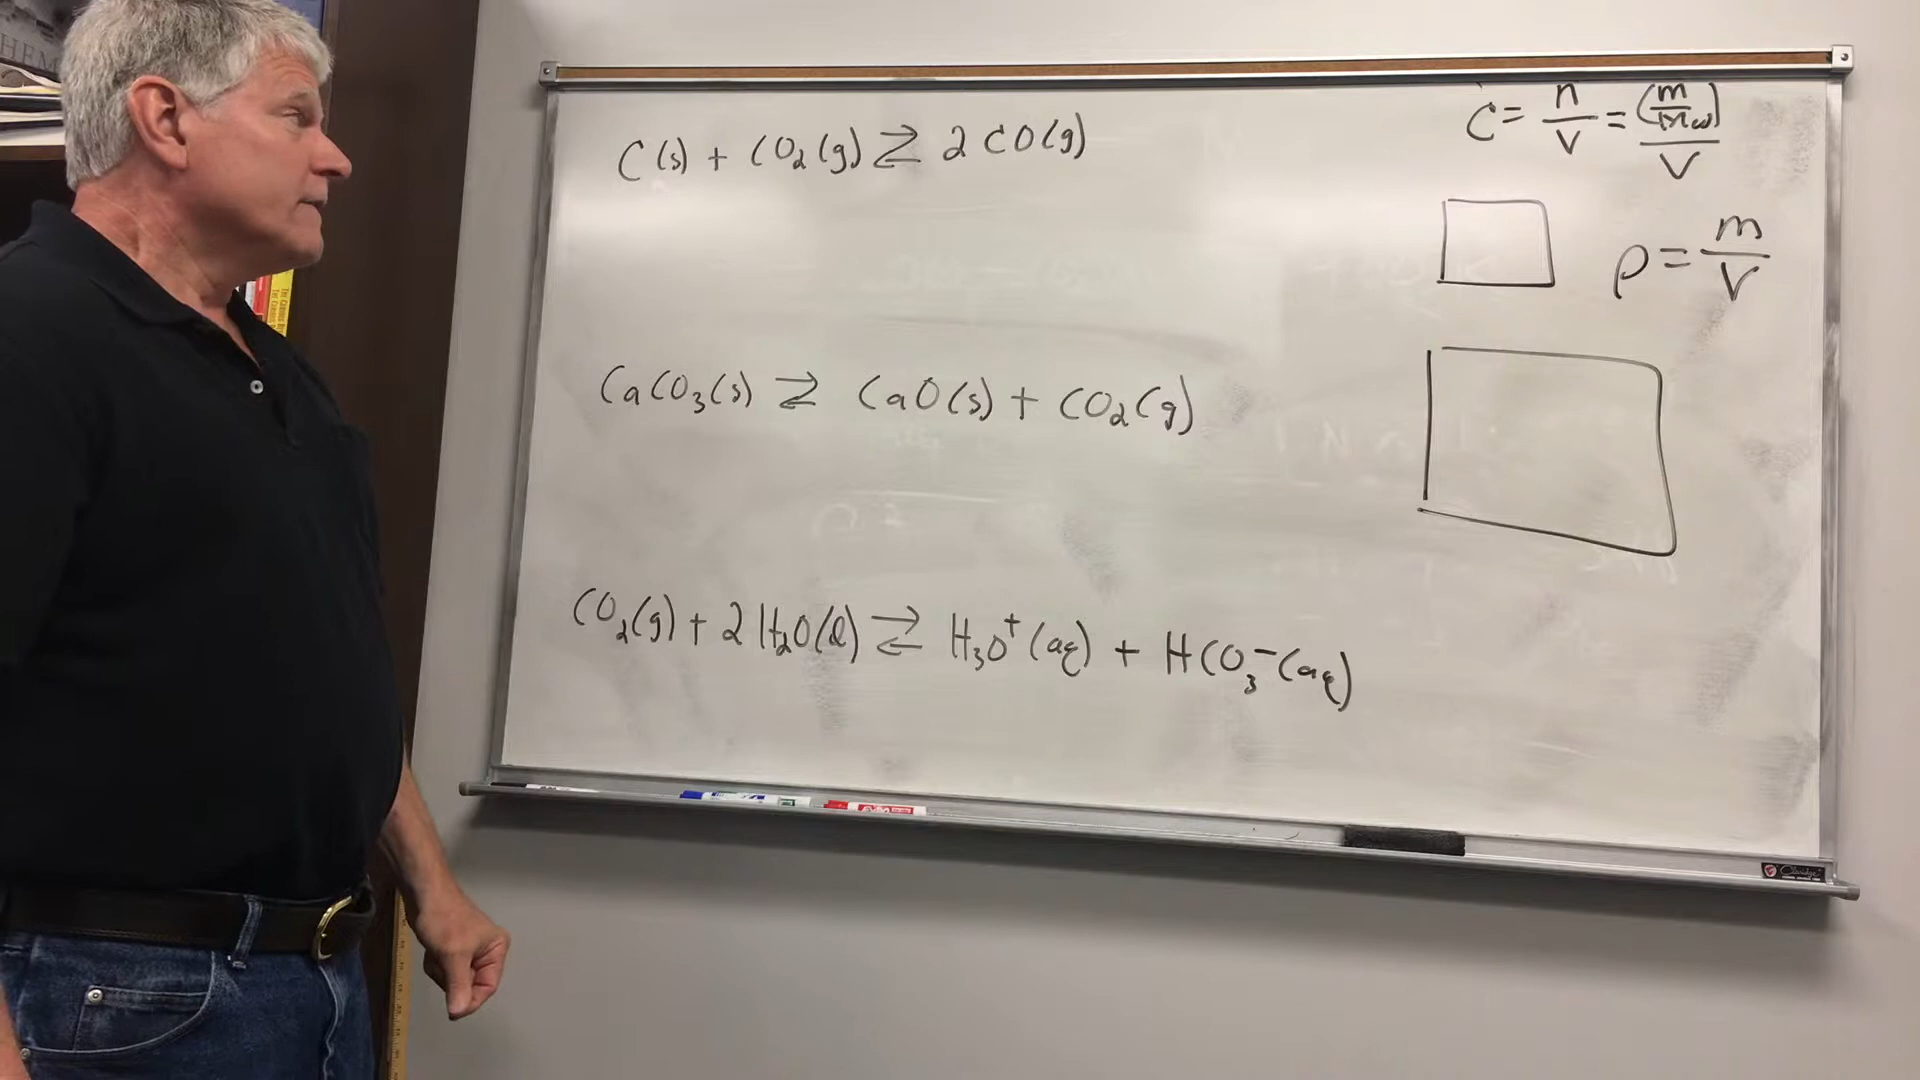 C(s) + CO₂(g) ⇄ 2 CO(g)
C = n/V = (m/mw)/V
ρ = m/V
CaCO₃(s) ⇄ CaO(s) + CO₂(g)
CO₂(g) + 2 H₂O(l) ⇄ H₃O⁺(aq) + HCO₃⁻(aq)